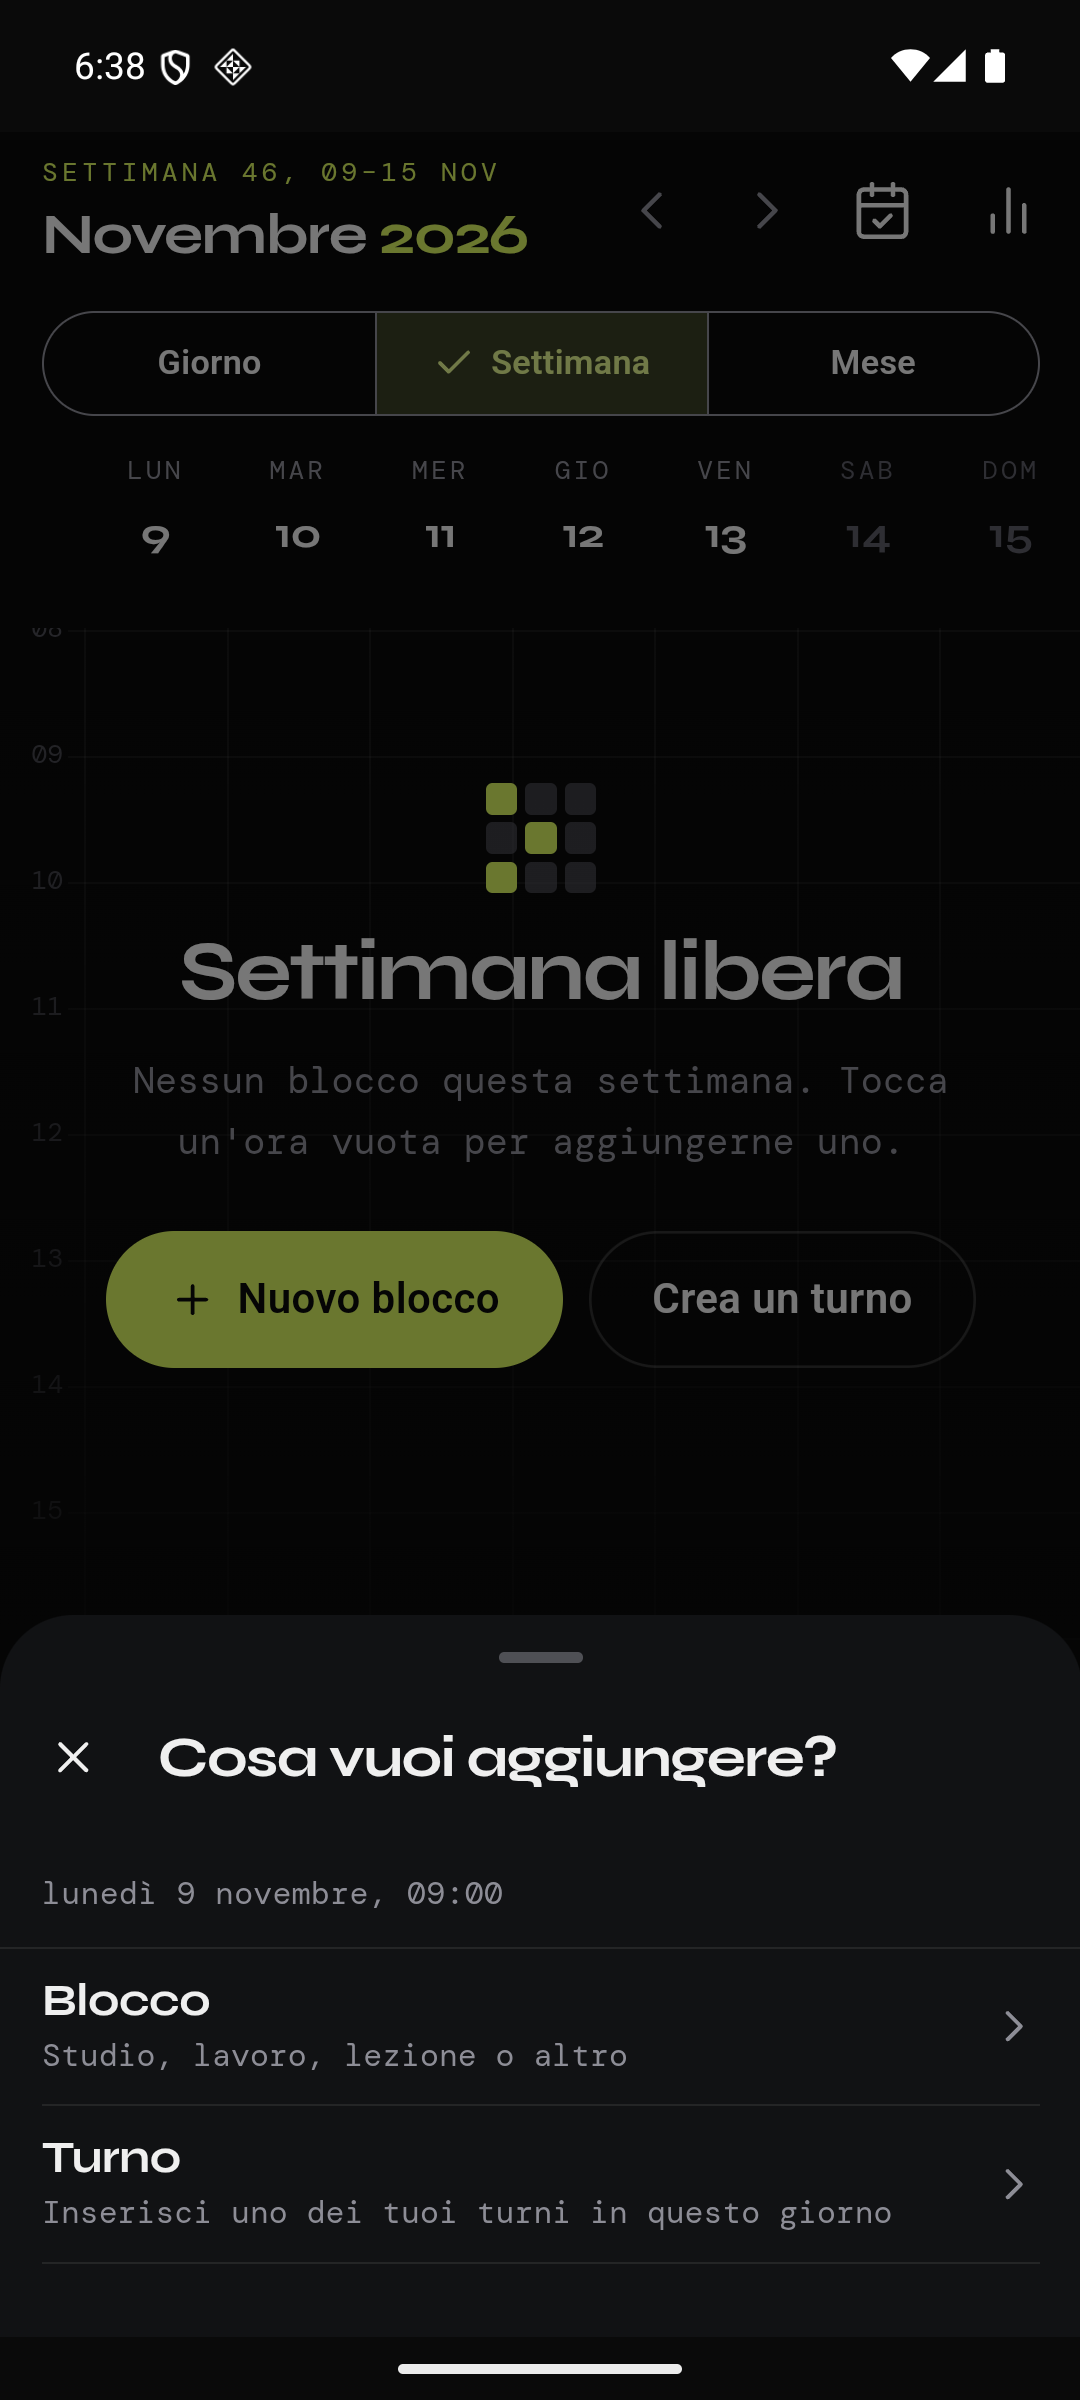 6:38
SETTIMANA 46, 09–15 NOV
Novembre 2026
Giorno
Settimana
Mese
LUN MAR MER GIO VEN SAB DOM
9 10 11 12 13 14 15
08
09
10
Settimana libera
11
Nessun blocco questa settimana. Tocca
12
un'ora vuota per aggiungerne uno.
13
Nuovo blocco
Crea un turno
14
15
Cosa vuoi aggiungere?
lunedì 9 novembre, 09:00
Blocco
Studio, lavoro, lezione o altro
Turno
Inserisci uno dei tuoi turni in questo giorno